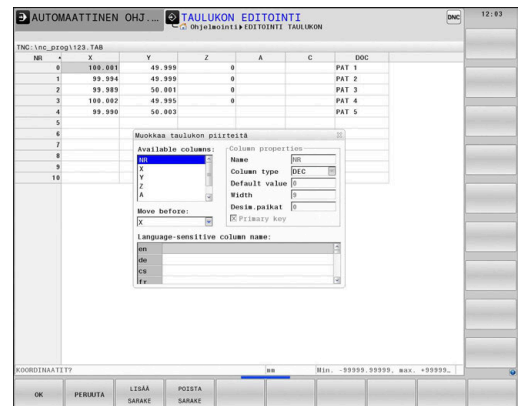 AUTOMAATTINEN OHJ....
TAULUKON EDITOINTI
Ohjelmointi▸EDITOINTI TAULUKON
DNC
12:03
TNC:\nc_prog\123.TAB
NR X Y Z A C DOC
0 100.001 49.999 0 PAT 1
1 99.994 49.999 0 PAT 2
2 99.989 50.001 0 PAT 3
3 100.002 49.995 0 PAT 4
4 99.990 50.003 PAT 5
5
6
7
8
9
10
Muokkaa taulukon piirteitä
Available columns:
NR
X
Y
Z
A
Move before:
X
Column properties
Name NR
Column type DEC
Default value 0
Width 9
Desim.paikat 0
Primary key
Language-sensitive column name:
en
de
cs
fr
KOORDINAATIT?
mm
Min. -99999.99999, max. +99999…
OK
PERUUTA
LISÄÄ SARAKE
POISTA SARAKE